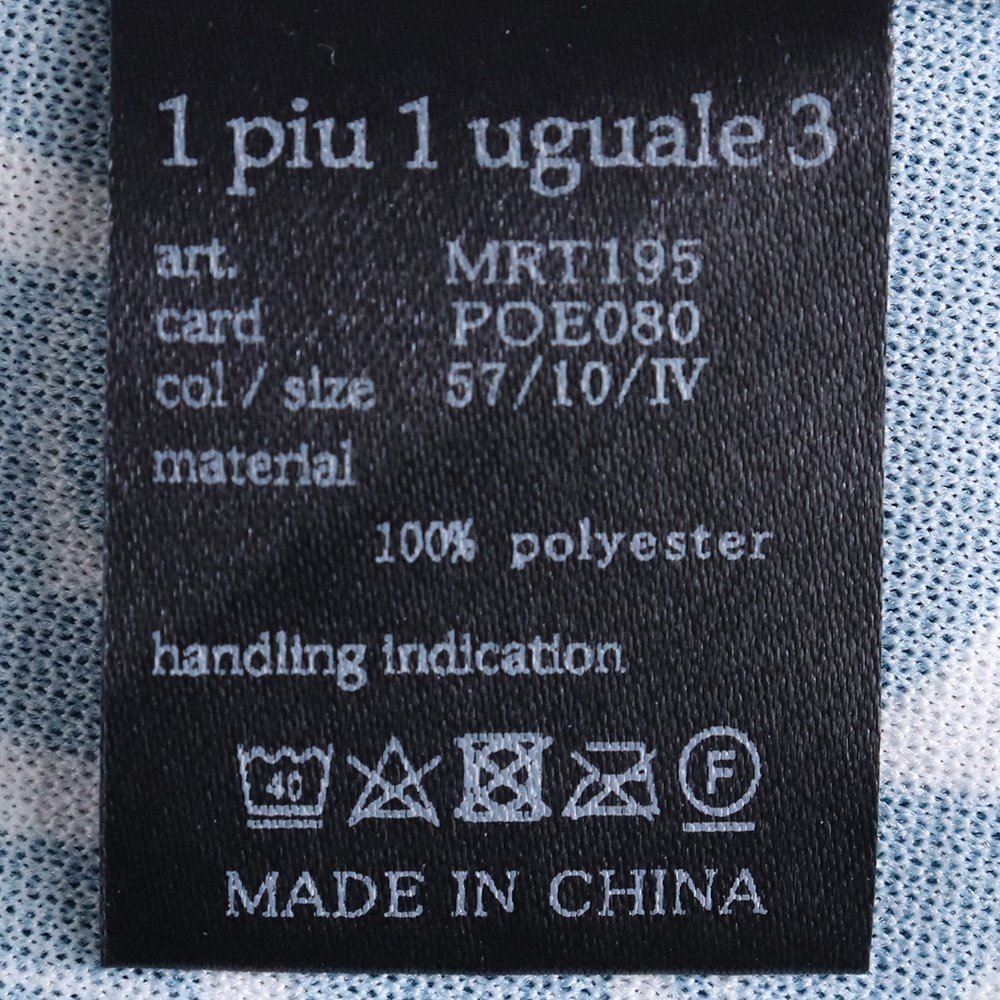 1 piu 1 uguale 3
art. MRT195
card POE080
col / size 57/10/IV
material
100% polyester
handling indication
40 F
MADE IN CHINA